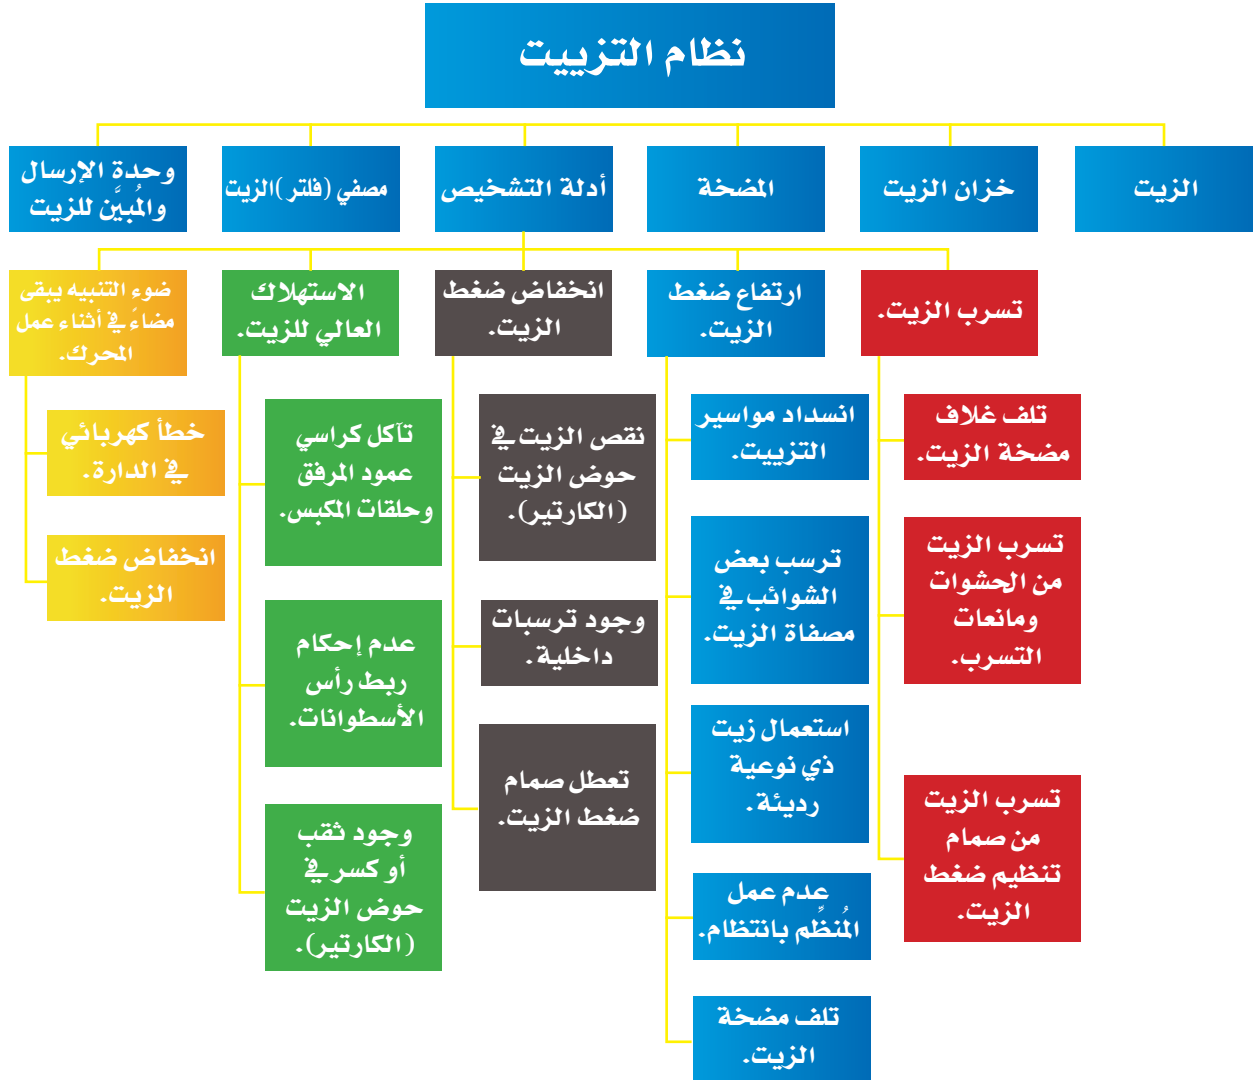 نظام التزييت
الزيت
خزان الزيت
المضخة
أدلة التشخيص
مصفي (فلتر )الزيت
وحدة الإرسال
والمُبيَّن للزيت
تسرب الزيت.
ارتفاع ضغط
الزيت.
انخفاض ضغط
الزيت.
الاستهلاك
العالي للزيت.
ضوء التنبيه يبقى
مضاءً في أثناء عمل
المحرك.
تلف غلاف
مضخة الزيت.
تسرب الزيت
من الحشوات
ومانعات
التسرب.
تسرب الزيت
من صمام
تنظيم ضغط
الزيت.
انسداد مواسير
التزييت.
ترسب بعض
الشوائب في
مصفاة الزيت.
استعمال زيت
ذي نوعية
رديئة.
عدم عمل
المُنظِّم بانتظام.
تلف مضخة
الزيت.
نقص الزيت في
حوض الزيت
(الكارتير).
وجود ترسبات
داخلية.
تعطل صمام
ضغط الزيت.
تآكل كراسي
عمود المرفق
وحلقات المكبس.
عدم إحكام
ربط رأس
الأسطوانات.
وجود ثقب
أو كسر في
حوض الزيت
(الكارتير).
خطأ كهربائي
في الدارة.
انخفاض ضغط
الزيت.